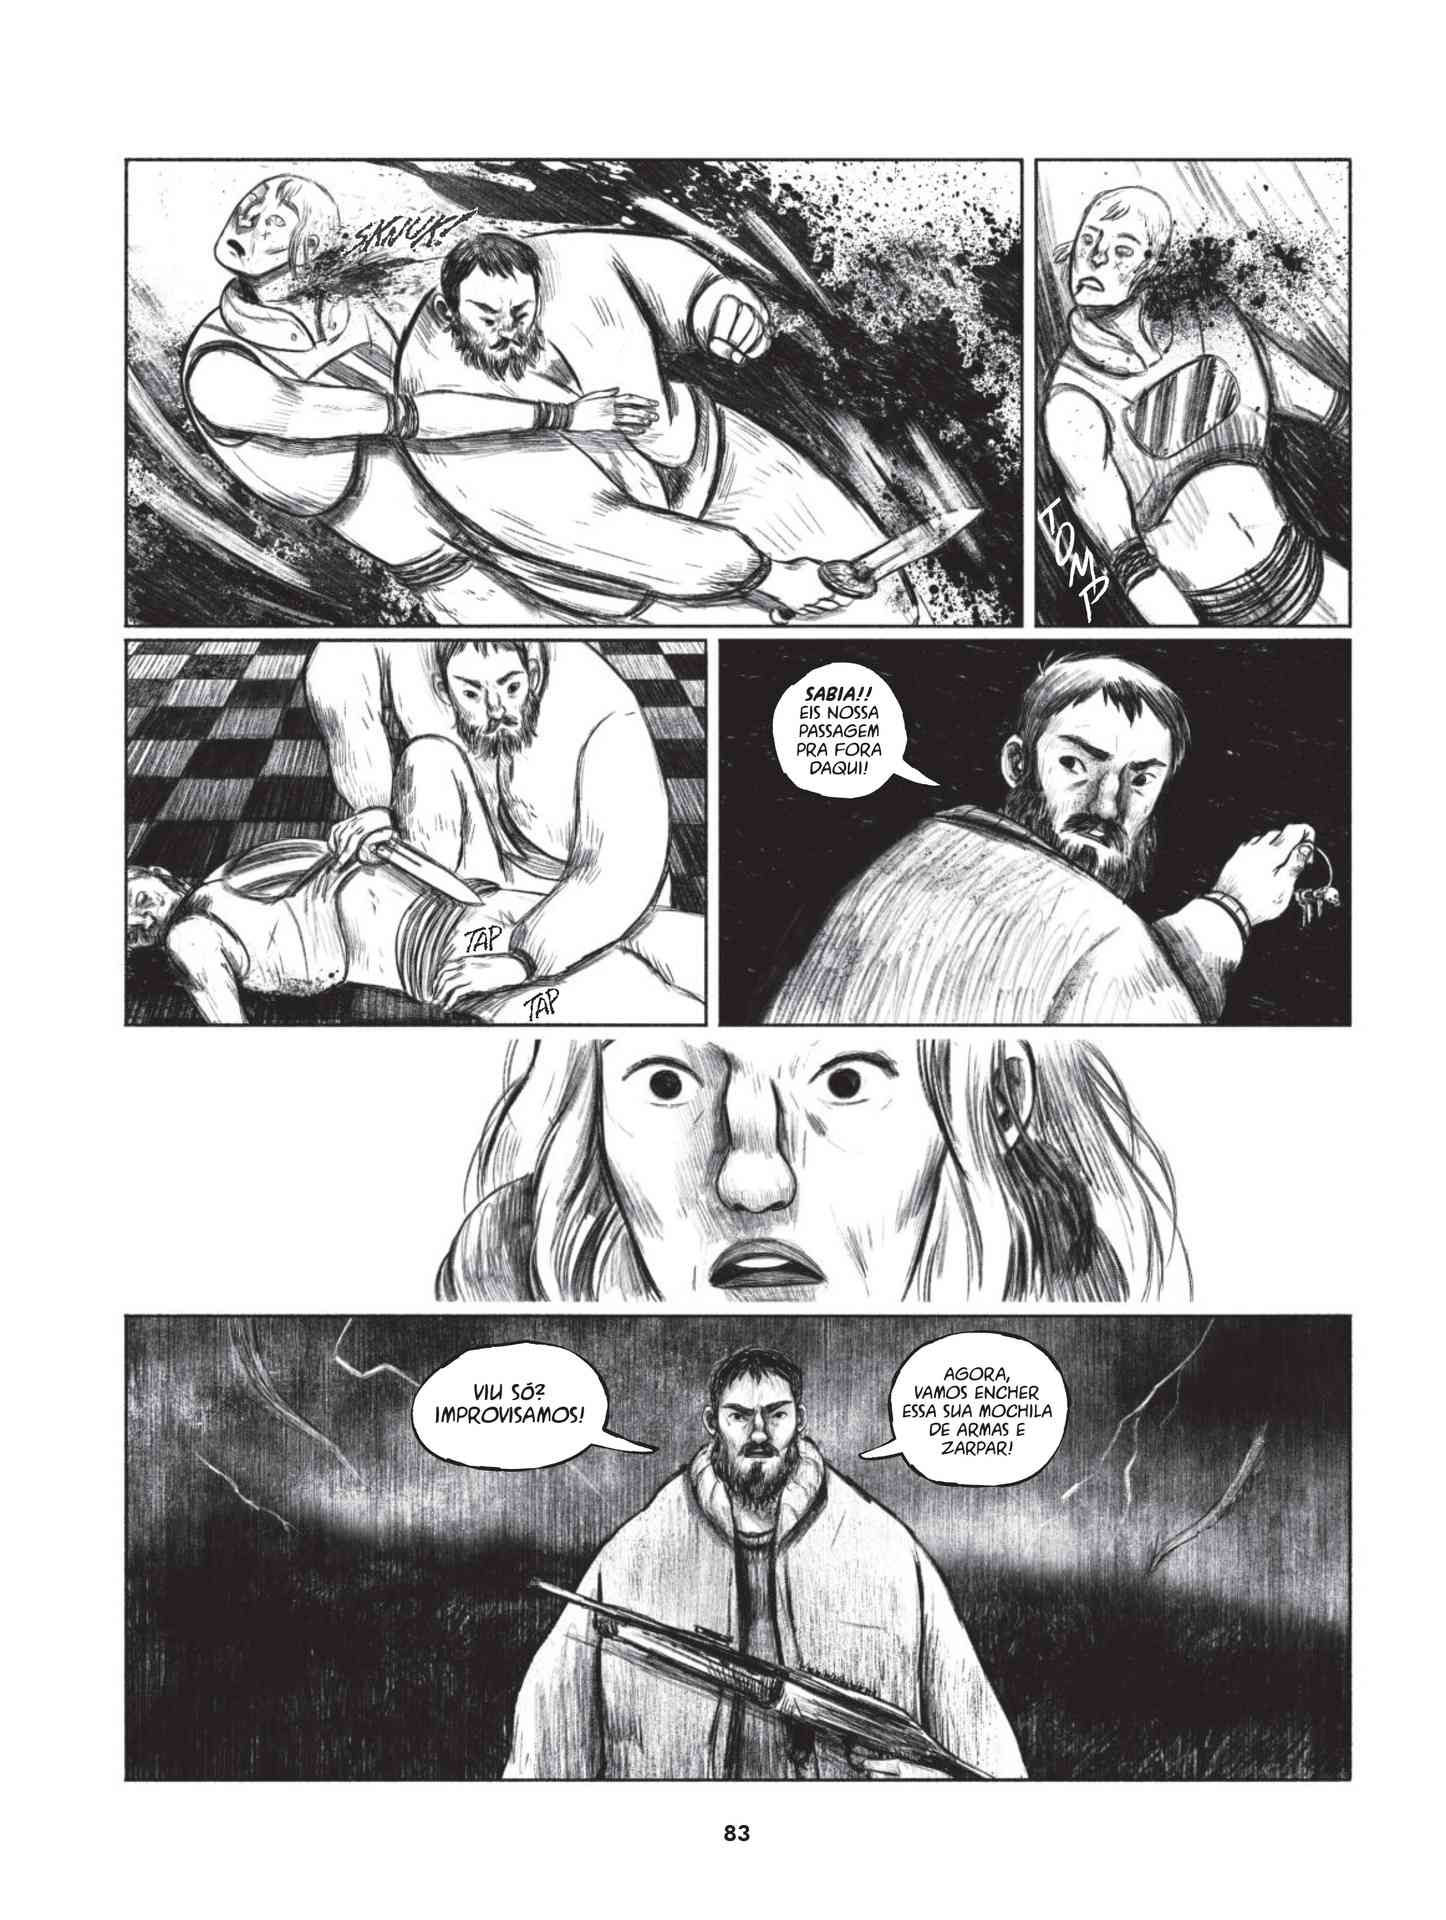 SKNUK!
TOMP
TAP
TAP
SABIA!!
EIS NOSSA
PASSAGEM
PRA FORA
DAQUI!
VIU SÓ?
IMPROVISAMOS!
AGORA,
VAMOS ENCHER
ESSA SUA MOCHILA
DE ARMAS E
ZARPAR!
83